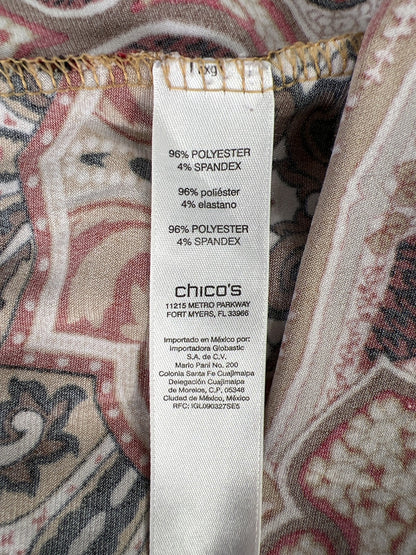 96% POLYESTER
4% SPANDEX
96% poliéster
4% elastano
96% POLYESTER
4% SPANDEX
chico's
11215 METRO PARKWAY
FORT MYERS, FL 33966
Importado en México por:
Importadora Globastic
S.A. de C.V.
Mario Pani No. 200
Colonia Santa Fe Cuajimalpa
Delegación Cuajimalpa
de Morelos, C.P. 05348
Ciudad de México, México
RFC: IGL090327SE5